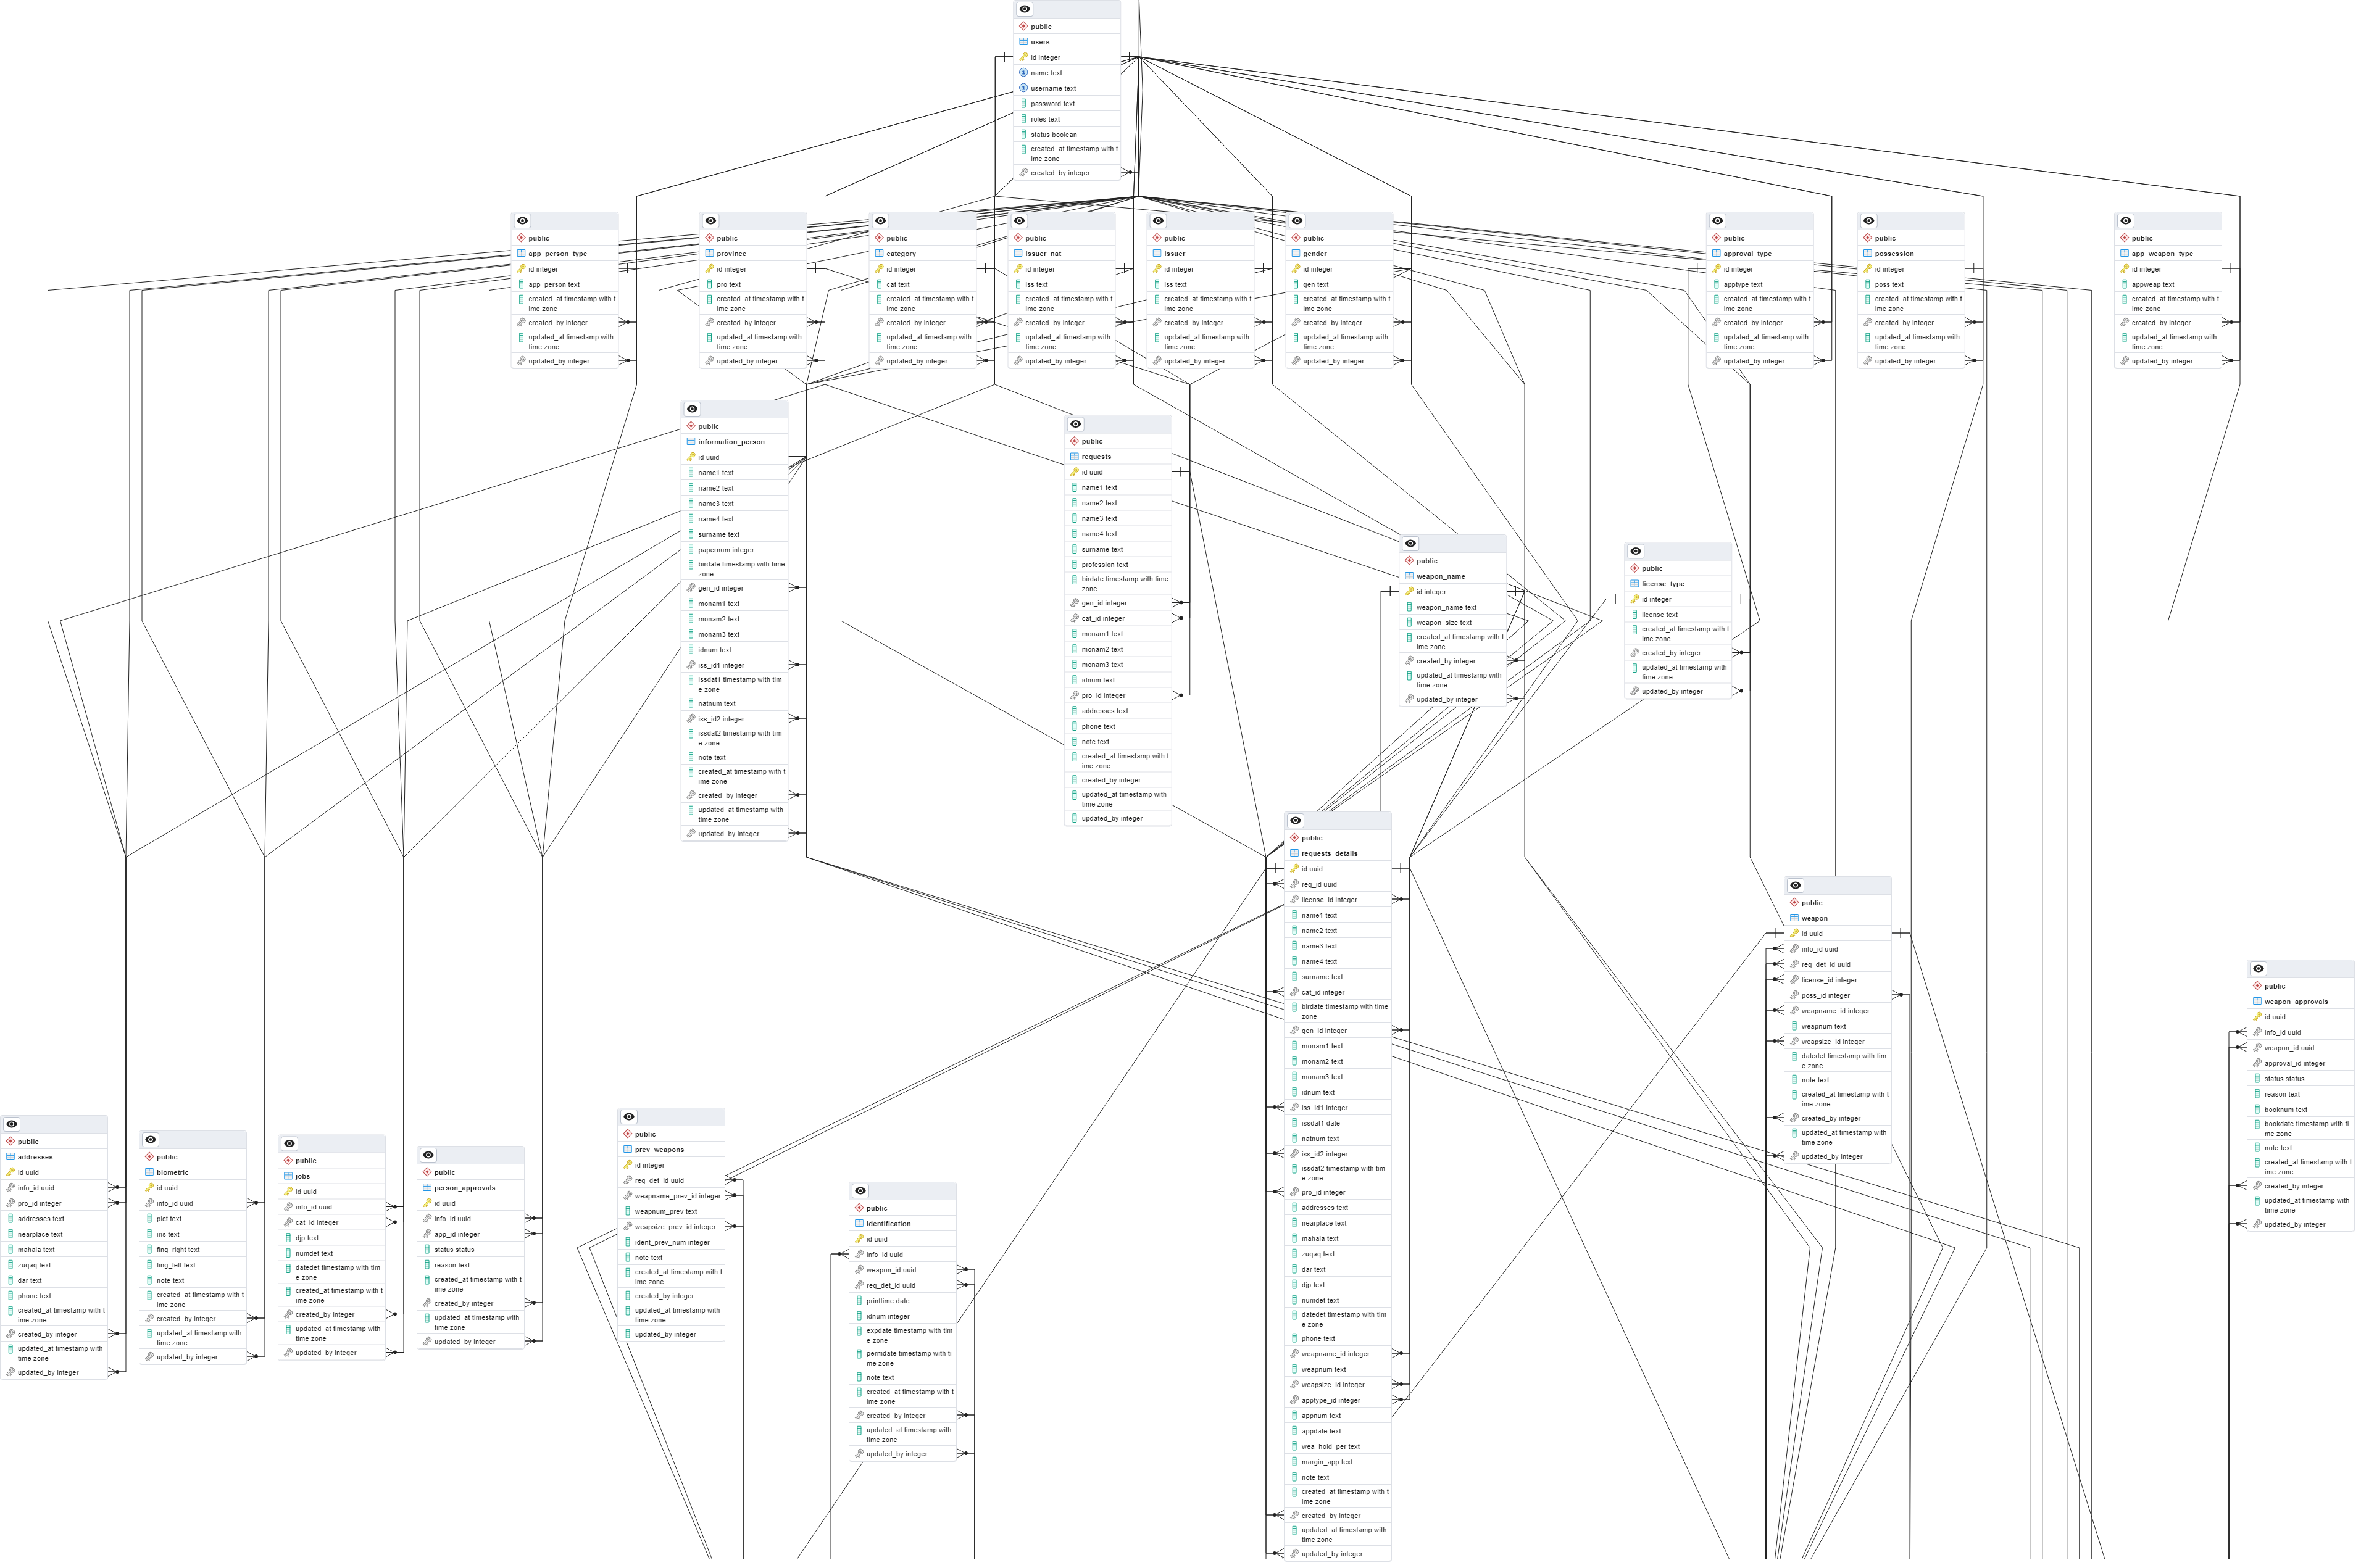 public
users
id integer
name text
username text
password text
roles text
status boolean
created_at timestamp with t
ime zone
created_by integer
public
app_person_type
id integer
app_person text
created_at timestamp with t
ime zone
created_by integer
updated_at timestamp with
time zone
updated_by integer
public
province
id integer
pro text
created_at timestamp with t
ime zone
created_by integer
updated_at timestamp with
time zone
updated_by integer
public
category
id integer
cat text
created_at timestamp with t
ime zone
created_by integer
updated_at timestamp with
time zone
updated_by integer
public
issuer_nat
id integer
iss text
created_at timestamp with t
ime zone
created_by integer
updated_at timestamp with
time zone
updated_by integer
public
issuer
id integer
iss text
created_at timestamp with t
ime zone
created_by integer
updated_at timestamp with
time zone
updated_by integer
public
gender
id integer
gen text
created_at timestamp with t
ime zone
created_by integer
updated_at timestamp with
time zone
updated_by integer
public
approval_type
id integer
apptype text
created_at timestamp with t
ime zone
created_by integer
updated_at timestamp with
time zone
updated_by integer
public
possession
id integer
poss text
created_at timestamp with t
ime zone
created_by integer
updated_at timestamp with
time zone
updated_by integer
public
app_weapon_type
id integer
appweap text
created_at timestamp with t
ime zone
created_by integer
updated_at timestamp with
time zone
updated_by integer
public
information_person
id uuid
name1 text
name2 text
name3 text
name4 text
surname text
papernum integer
birdate timestamp with time
zone
gen_id integer
monam1 text
monam2 text
monam3 text
idnum text
iss_id1 integer
issdat1 timestamp with tim
e zone
natnum text
iss_id2 integer
issdat2 timestamp with tim
e zone
note text
created_at timestamp with t
ime zone
created_by integer
updated_at timestamp with
time zone
updated_by integer
public
requests
id uuid
name1 text
name2 text
name3 text
name4 text
surname text
profession text
birdate timestamp with time
zone
gen_id integer
cat_id integer
monam1 text
monam2 text
monam3 text
idnum text
pro_id integer
addresses text
phone text
note text
created_at timestamp with t
ime zone
created_by integer
updated_at timestamp with
time zone
updated_by integer
public
weapon_name
id integer
weapon_name text
weapon_size text
created_at timestamp with t
ime zone
created_by integer
updated_at timestamp with
time zone
updated_by integer
public
license_type
id integer
license text
created_at timestamp with t
ime zone
created_by integer
updated_at timestamp with
time zone
updated_by integer
public
requests_details
id uuid
req_id uuid
license_id integer
name1 text
name2 text
name3 text
name4 text
surname text
cat_id integer
birdate timestamp with time
zone
gen_id integer
monam1 text
monam2 text
monam3 text
idnum text
iss_id1 integer
issdat1 date
natnum text
iss_id2 integer
issdat2 timestamp with tim
e zone
pro_id integer
addresses text
nearplace text
mahala text
zuqaq text
dar text
djp text
numdet text
datedet timestamp with tim
e zone
phone text
weapname_id integer
weapnum text
weapsize_id integer
apptype_id integer
appnum text
appdate text
wea_hold_per text
margin_app text
note text
created_at timestamp with t
ime zone
created_by integer
updated_at timestamp with
time zone
updated_by integer
public
weapon
id uuid
info_id uuid
req_det_id uuid
license_id integer
poss_id integer
weapname_id integer
weapnum text
weapsize_id integer
datedet timestamp with tim
e zone
note text
created_at timestamp with t
ime zone
created_by integer
updated_at timestamp with
time zone
updated_by integer
public
weapon_approvals
id uuid
info_id uuid
weapon_id uuid
approval_id integer
status status
reason text
booknum text
bookdate timestamp with ti
me zone
note text
created_at timestamp with t
ime zone
created_by integer
updated_at timestamp with
time zone
updated_by integer
public
addresses
id uuid
info_id uuid
pro_id integer
addresses text
nearplace text
mahala text
zuqaq text
dar text
phone text
created_at timestamp with t
ime zone
created_by integer
updated_at timestamp with
time zone
updated_by integer
public
biometric
id uuid
info_id uuid
pict text
iris text
fing_right text
fing_left text
note text
created_at timestamp with t
ime zone
created_by integer
updated_at timestamp with
time zone
updated_by integer
public
jobs
id uuid
info_id uuid
cat_id integer
djp text
numdet text
datedet timestamp with tim
e zone
created_at timestamp with t
ime zone
created_by integer
updated_at timestamp with
time zone
updated_by integer
public
person_approvals
id uuid
info_id uuid
app_id integer
status status
reason text
created_at timestamp with t
ime zone
created_by integer
updated_at timestamp with
time zone
updated_by integer
public
prev_weapons
id integer
req_det_id uuid
weapname_prev_id integer
weapnum_prev text
weapsize_prev_id integer
ident_prev_num integer
note text
created_at timestamp with t
ime zone
created_by integer
updated_at timestamp with
time zone
updated_by integer
public
identification
id uuid
info_id uuid
weapon_id uuid
req_det_id uuid
printtime date
idnum integer
expdate timestamp with tim
e zone
permdate timestamp with ti
me zone
note text
created_at timestamp with t
ime zone
created_by integer
updated_at timestamp with
time zone
updated_by integer